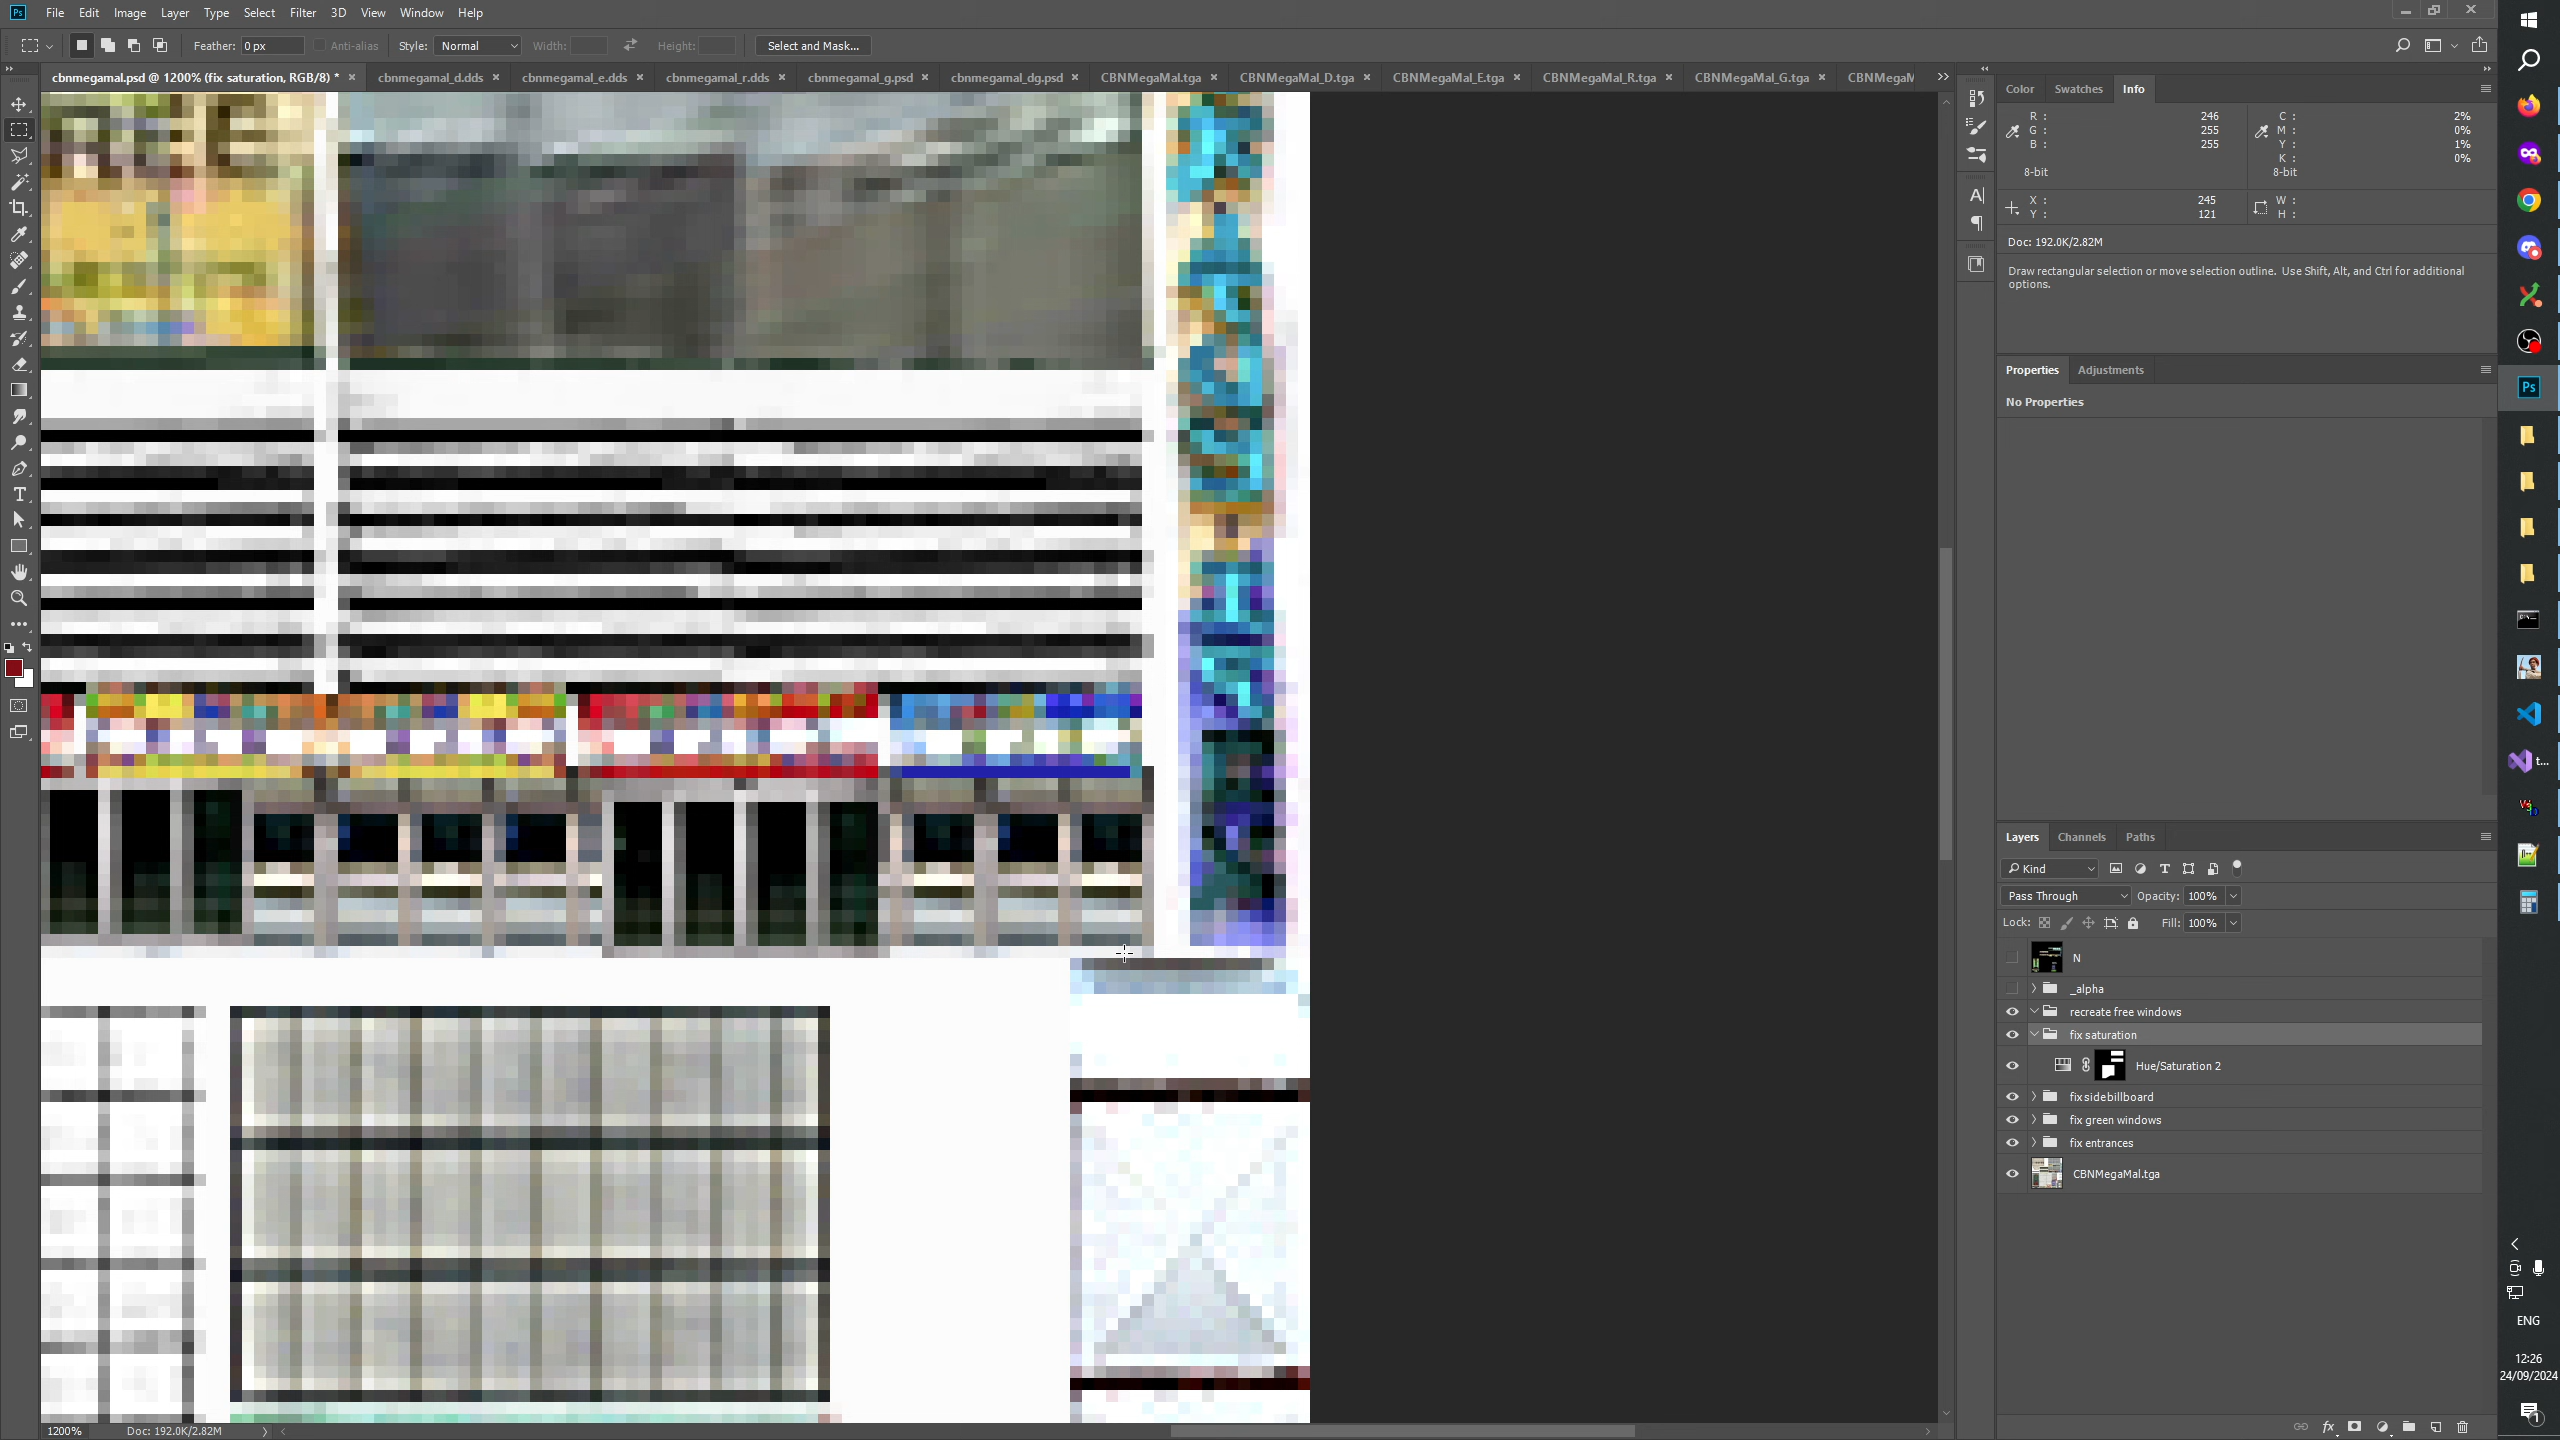 Ps File Edit Image Layer Type Select Filter 3D View Window Help
Feather: 0 px Anti-alias Style: Normal Width: Height: Select and Mask...
cbnmegamal.psd @ 1200% (fix saturation, RGB/8) * × cbnmegamal_d.dds × cbnmegamal_e.dds × cbnmegamal_r.dds × cbnmegamal_g.psd × cbnmegamal_dg.psd × CBNMegaMal.tga × CBNMegaMal_D.tga × CBNMegaMal_E.tga × CBNMegaMal_R.tga × CBNMegaMal_G.tga × CBNMegaM
Color Swatches Info
R : 246 C : 2%
G : 255 M : 0%
B : 255 Y : 1%
K : 0%
8-bit 8-bit
X : 245 W :
Y : 121 H :
Doc: 192.0K/2.82M
Draw rectangular selection or move selection outline. Use Shift, Alt, and Ctrl for additional
options.
Properties Adjustments
No Properties
Layers Channels Paths
Kind
Pass Through Opacity: 100%
Lock: Fill: 100%
N
_alpha
recreate free windows
fix saturation
Hue/Saturation 2
fix sidebillboard
fix green windows
fix entrances
CBNMegaMal.tga
1200% Doc: 192.0K/2.82M
Ps
t...
ENG
12:26
24/09/2024
1